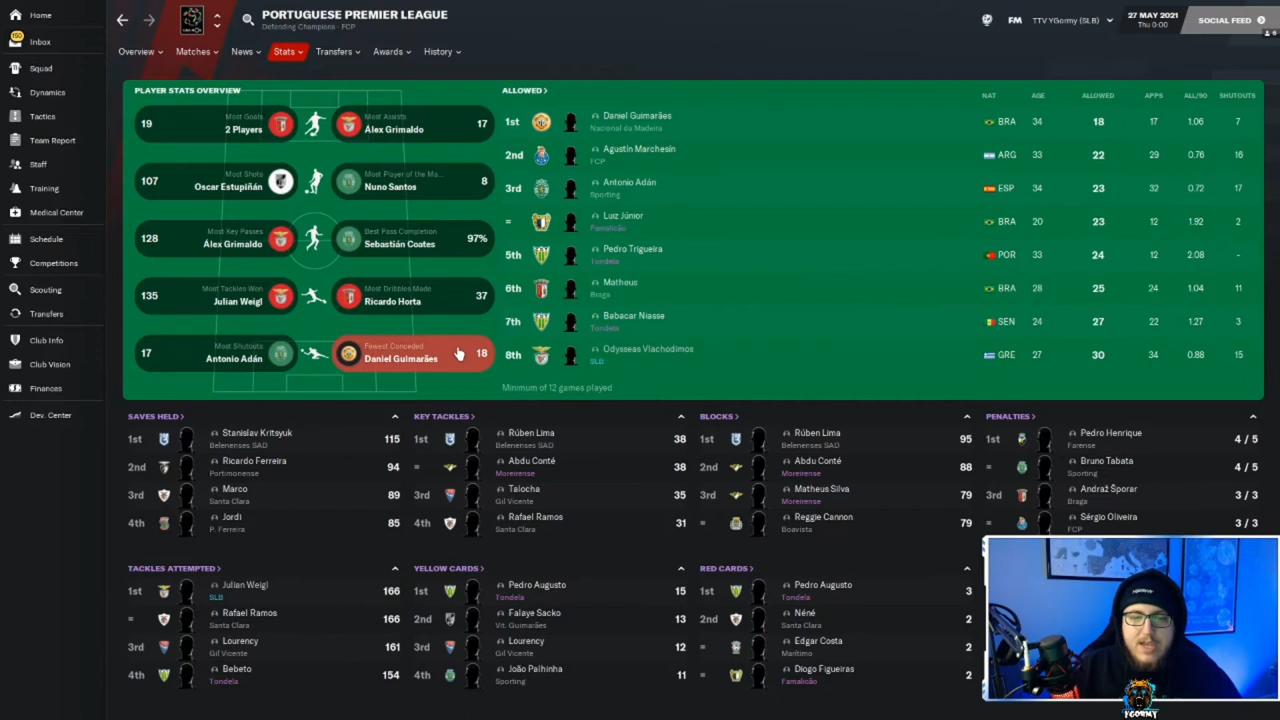 Home
150
Inbox
Squad
Dynamics
Tactics
Team Report
Staff
Training
Medical Center
Schedule
Competitions
Scouting
Transfers
Club Info
Club Vision
Finances
Dev. Center
PORTUGUESE PREMIER LEAGUE
Defending Champions - FCP
FM TTV YGormy (SLB)
27 MAY 2021
Thu 0:00
SOCIAL FEED
Overview Matches News Stats Transfers Awards History
PLAYER STATS OVERVIEW
19 Most Goals 2 Players
Most Assists Álex Grimaldo 17
107 Most Shots Oscar Estupiñán
Most Player of the Ma... Nuno Santos 8
128 Most Key Passes Álex Grimaldo
Best Pass Completion Sebastián Coates 97%
135 Most Tackles Won Julian Weigl
Most Dribbles Made Ricardo Horta 37
17 Most Shutouts Antonio Adán
Fewest Conceded Daniel Guimarães 18
ALLOWED NAT AGE ALLOWED APPS ALL/90 SHUTOUTS
1st Daniel Guimarães Nacional da Madeira BRA 34 18 17 1.06 7
2nd Agustín Marchesín FCP ARG 33 22 29 0.76 16
3rd Antonio Adán Sporting ESP 34 23 32 0.72 17
= Luiz Júnior Famalicão BRA 20 23 12 1.92 2
5th Pedro Trigueira Tondela POR 33 24 12 2.08 -
6th Matheus Braga BRA 28 25 24 1.04 11
7th Babacar Niasse Tondela SEN 24 27 22 1.27 3
8th Odysseas Vlachodimos SLB GRE 27 30 34 0.88 15
Minimum of 12 games played
SAVES HELD
1st Stanislav Kritsyuk Belenenses SAD 115
2nd Ricardo Ferreira Portimonense 94
3rd Marco Santa Clara 89
4th Jordi P. Ferreira 85
KEY TACKLES
1st Rúben Lima Belenenses SAD 38
= Abdu Conté Moreirense 38
3rd Talocha Gil Vicente 35
4th Rafael Ramos Santa Clara 31
BLOCKS
1st Rúben Lima Belenenses SAD 95
2nd Abdu Conté Moreirense 88
3rd Matheus Silva Moreirense 79
= Reggie Cannon Boavista 79
PENALTIES
1st Pedro Henrique Farense 4 / 5
= Bruno Tabata Sporting 4 / 5
3rd Andraž Šporar Braga 3 / 3
= Sérgio Oliveira FCP 3 / 3
TACKLES ATTEMPTED
1st Julian Weigl SLB 166
= Rafael Ramos Santa Clara 166
3rd Lourency Gil Vicente 161
4th Bebeto Tondela 154
YELLOW CARDS
1st Pedro Augusto Tondela 15
2nd Falaye Sacko Vit. Guimarães 13
3rd Lourency Gil Vicente 12
4th João Palhinha Sporting 11
RED CARDS
1st Pedro Augusto Tondela 3
2nd Néné Santa Clara 2
= Edgar Costa Marítimo 2
= Diogo Figueiras Famalicão 2
YGORMY